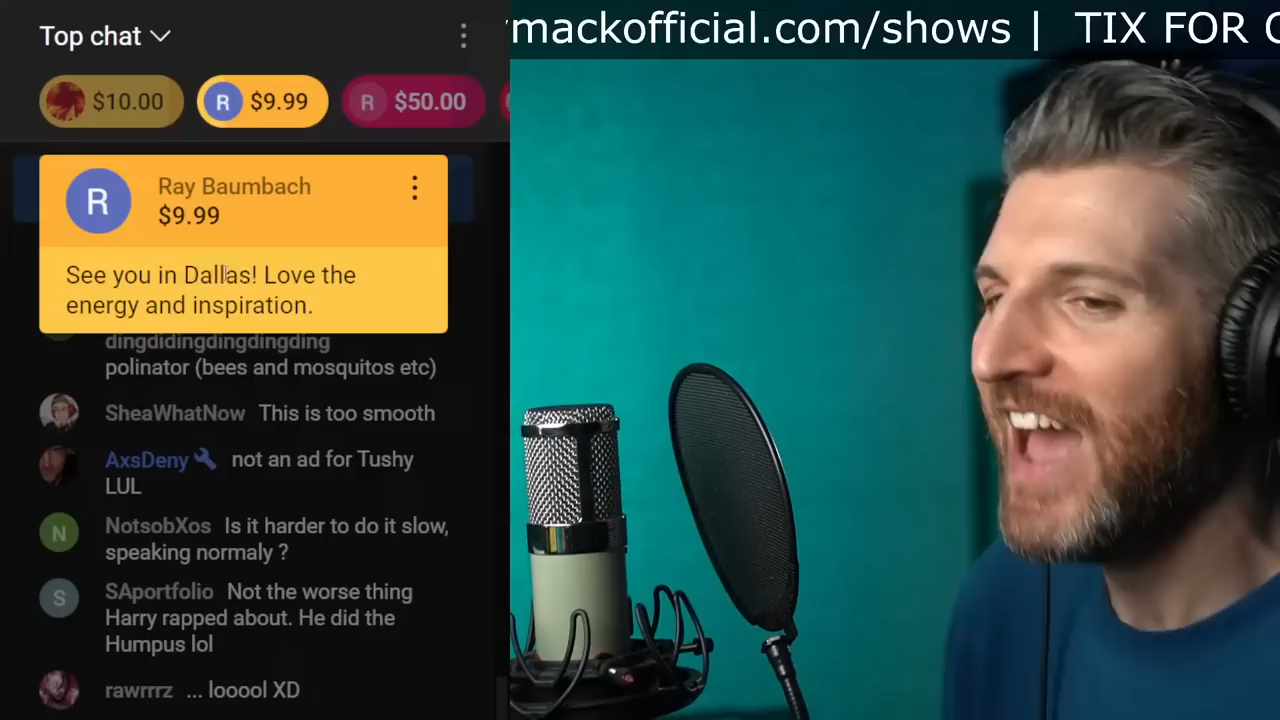 Top chat
mackofficial.com/shows | TIX FOR
$10.00
R $9.99
R $50.00
R Ray Baumbach
$9.99
See you in Dallas! Love the
energy and inspiration.
dingdidingdingdingding
polinator (bees and mosquitos etc)
SheaWhatNow This is too smooth
AxsDeny not an ad for Tushy
LUL
N NotsobXos Is it harder to do it slow,
speaking normaly ?
S SAportfolio Not the worse thing
Harry rapped about. He did the
Humpus lol
rawrrrz ... looool XD